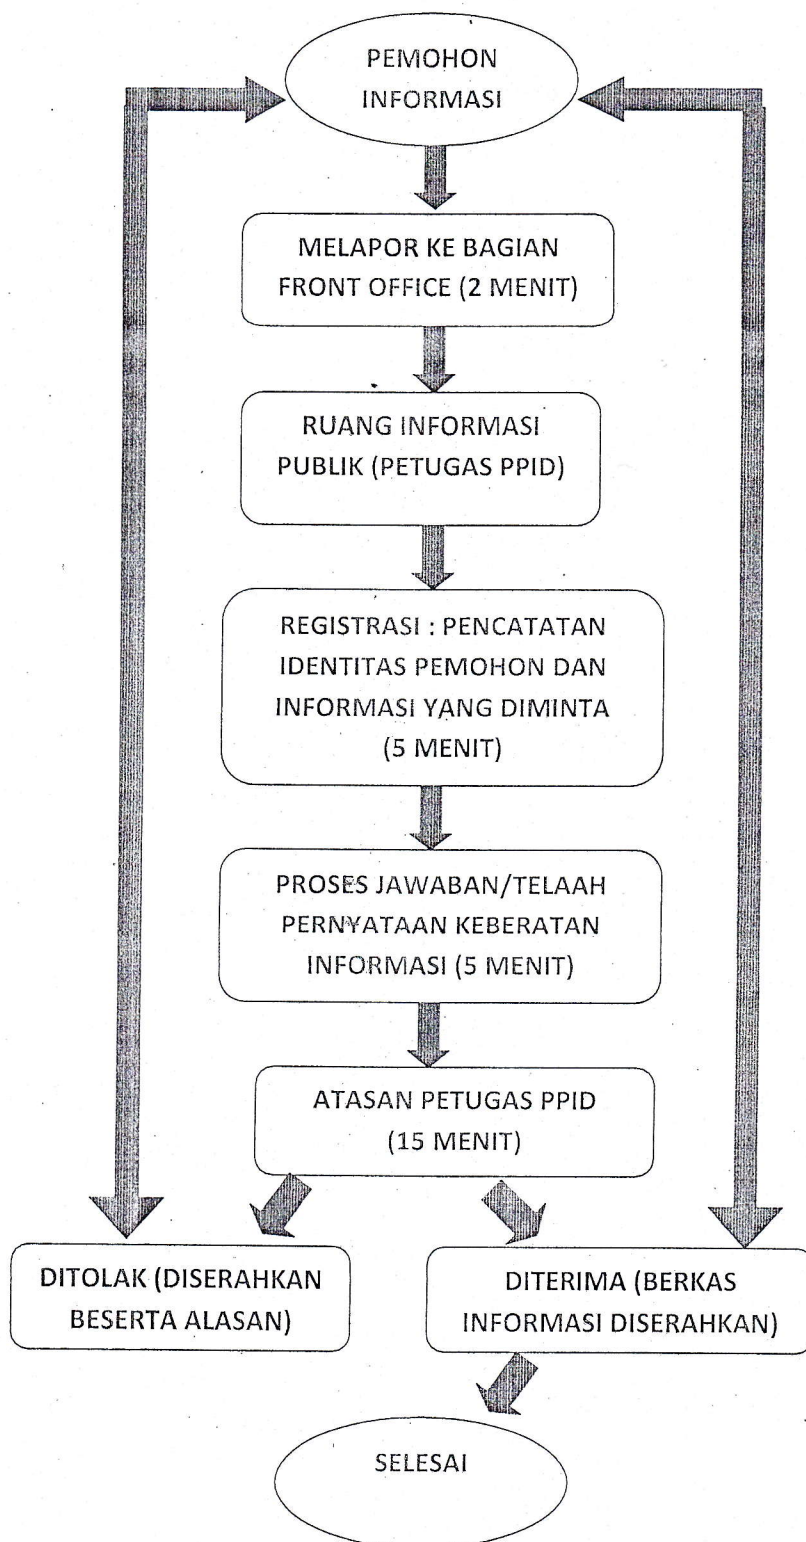 PEMOHON
INFORMASI
MELAPOR KE BAGIAN
FRONT OFFICE (2 MENIT)
RUANG INFORMASI
PUBLIK (PETUGAS PPID)
REGISTRASI : PENCATATAN
IDENTITAS PEMOHON DAN
INFORMASI YANG DIMINTA
(5 MENIT)
PROSES JAWABAN/TELAAH
PERNYATAAN KEBERATAN
INFORMASI (5 MENIT)
ATASAN PETUGAS PPID
(15 MENIT)
DITOLAK (DISERAHKAN
BESERTA ALASAN)
DITERIMA (BERKAS
INFORMASI DISERAHKAN)
SELESAI